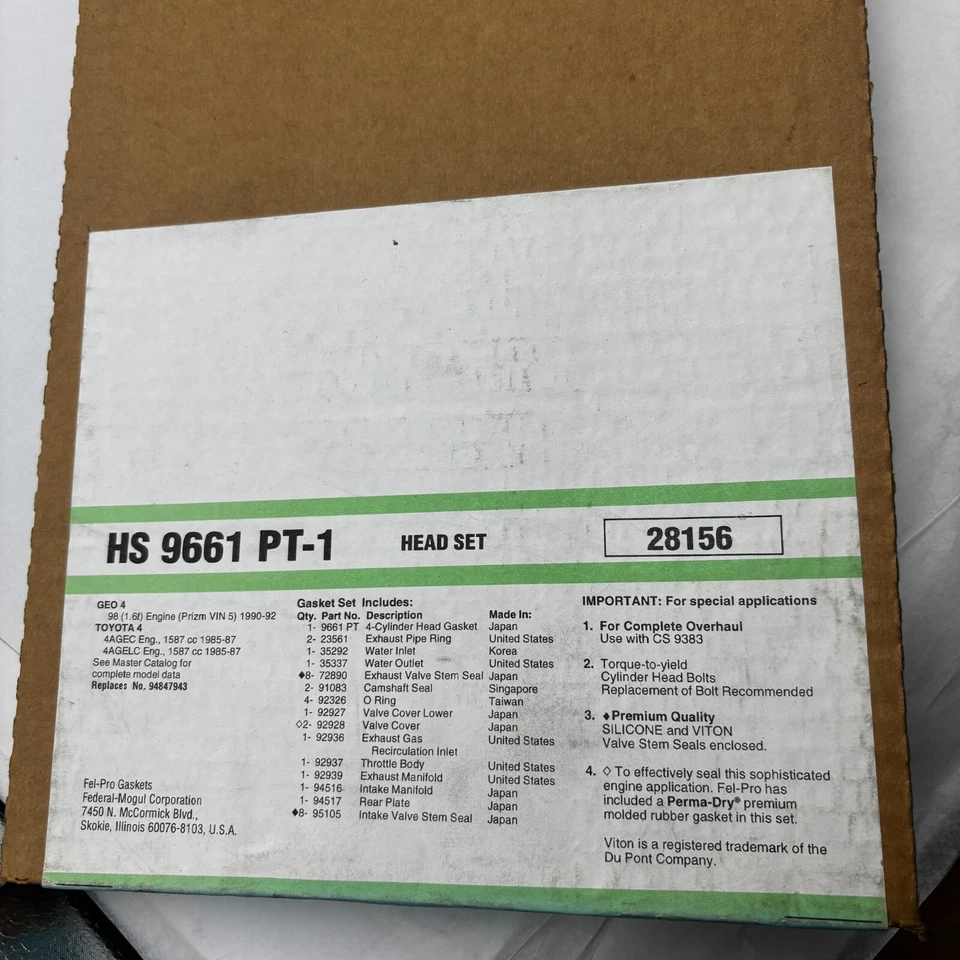 HS 9661 PT-1 HEAD SET 28156
GEO 4
98 (1.6ℓ) Engine (Prizm VIN 5) 1990-92
TOYOTA 4
4AGEC Eng., 1587 cc 1985-87
4AGELC Eng., 1587 cc 1985-87
See Master Catalog for
complete model data
Replaces No. 94847943
Fel-Pro Gaskets
Federal-Mogul Corporation
7450 N. McCormick Blvd.,
Skokie, Illinois 60076-8103, U.S.A.
Gasket Set Includes:
Qty. Part No. Description Made In:
1- 9661 PT 4-Cylinder Head Gasket Japan
2- 23561 Exhaust Pipe Ring United States
1- 35292 Water Inlet Korea
1- 35337 Water Outlet United States
♦8- 72890 Exhaust Valve Stem Seal Japan
2- 91083 Camshaft Seal Singapore
4- 92326 O Ring Taiwan
1- 92927 Valve Cover Lower Japan
◊2- 92928 Valve Cover Japan
1- 92936 Exhaust Gas United States
Recirculation Inlet
1- 92937 Throttle Body United States
1- 92939 Exhaust Manifold United States
1- 94516 Intake Manifold Japan
1- 94517 Rear Plate Japan
♦8- 95105 Intake Valve Stem Seal Japan
IMPORTANT: For special applications
1. For Complete Overhaul
Use with CS 9383
2. Torque-to-yield
Cylinder Head Bolts
Replacement of Bolt Recommended
3. ♦Premium Quality
SILICONE and VITON
Valve Stem Seals enclosed.
4. ◊ To effectively seal this sophisticated
engine application. Fel-Pro has
included a Perma-Dry® premium
molded rubber gasket in this set.
Viton is a registered trademark of the
Du Pont Company.